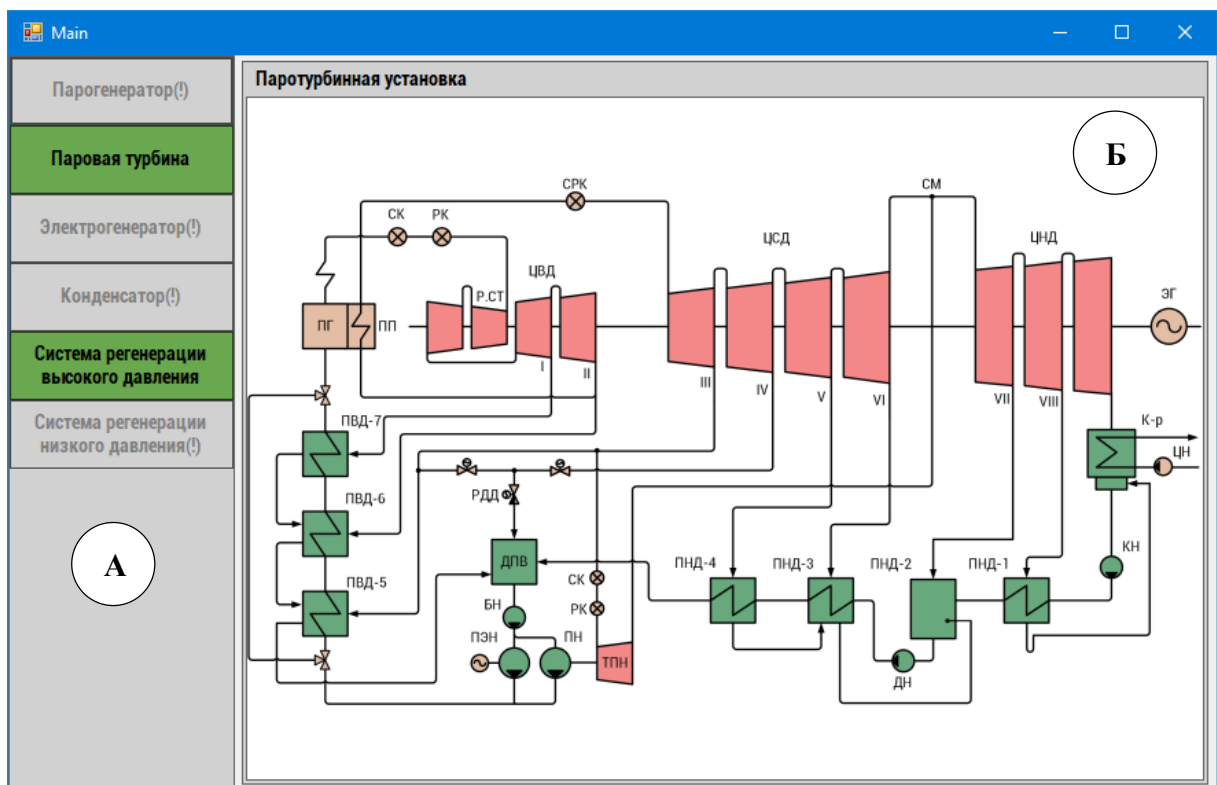 Main
Парогенератор(!)
Паровая турбина
Электрогенератор(!)
Конденсатор(!)
Система регенерации
высокого давления
Система регенерации
низкого давления(!)
А
Паротурбинная установка
Б
СРК
СМ
СК
РК
ЦВД
ЦСД
ЦНД
Р.СТ
ЭГ
ПГ
ПП
I
II
III
IV
V
VI
VII
VIII
К-р
ЦН
ПВД-7
РДД
ПВД-6
ДПВ
ПНД-4
ПНД-3
ПНД-2
ПНД-1
КН
СК
ПВД-5
БН
РК
ПЭН
ПН
ТПН
ДН